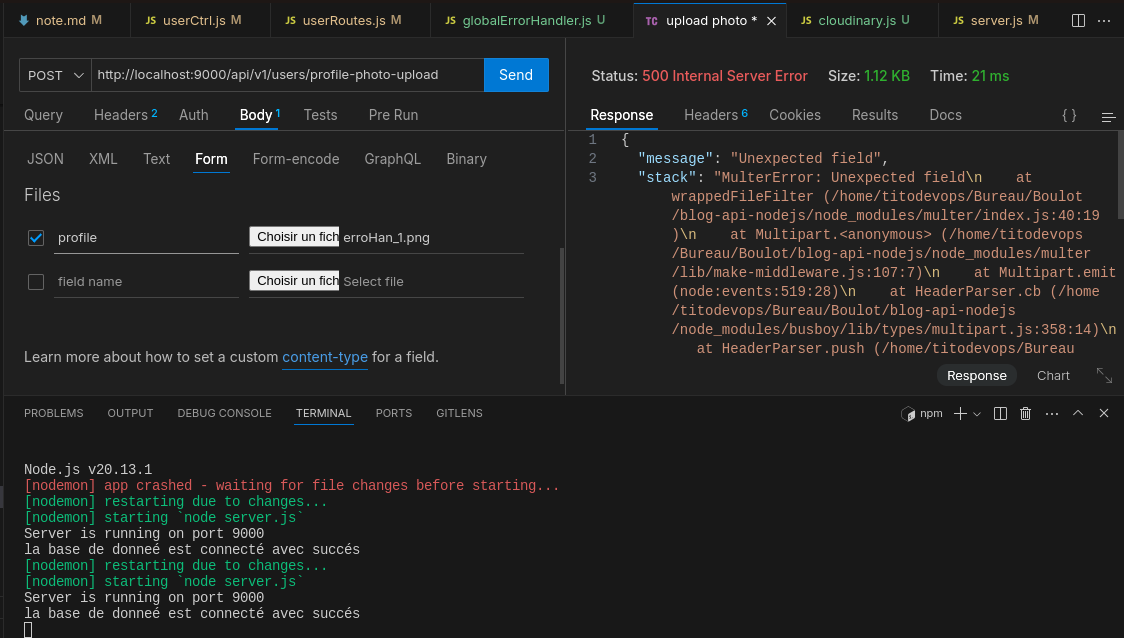 note.md M JS userCtrl.js M JS userRoutes.js M JS globalErrorHandler.js U TC upload photo * JS cloudinary.js U JS server.js M
POST http://localhost:9000/api/v1/users/profile-photo-upload Send
Query Headers 2 Auth Body 1 Tests Pre Run
JSON XML Text Form Form-encode GraphQL Binary
Files
profile Choisir un fich erroHan_1.png
field name Choisir un fich Select file
Learn more about how to set a custom content-type for a field.
Status: 500 Internal Server Error Size: 1.12 KB Time: 21 ms
Response Headers 6 Cookies Results Docs { }
1 {
2 "message": "Unexpected field",
3 "stack": "MulterError: Unexpected field\n    at
wrappedFileFilter (/home/titodevops/Bureau/Boulot
/blog-api-nodejs/node_modules/multer/index.js:40:19
)\n    at Multipart.<anonymous> (/home/titodevops
/Bureau/Boulot/blog-api-nodejs/node_modules/multer
/lib/make-middleware.js:107:7)\n    at Multipart.emit
(node:events:519:28)\n    at HeaderParser.cb (/home
/titodevops/Bureau/Boulot/blog-api-nodejs
/node_modules/busboy/lib/types/multipart.js:358:14)\n
at HeaderParser.push (/home/titodevops/Bureau
Response Chart
PROBLEMS OUTPUT DEBUG CONSOLE TERMINAL PORTS GITLENS npm
Node.js v20.13.1
[nodemon] app crashed - waiting for file changes before starting...
[nodemon] restarting due to changes...
[nodemon] starting `node server.js`
Server is running on port 9000
la base de donneé est connecté avec succés
[nodemon] restarting due to changes...
[nodemon] starting `node server.js`
Server is running on port 9000
la base de donneé est connecté avec succés